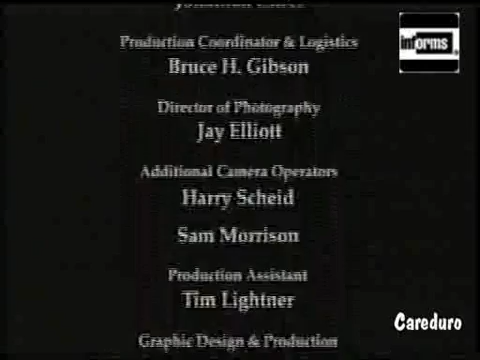 Production Coordinator & Logistics
Bruce H. Gibson
informs
Director of Photography
Jay Elliott
Additional Camera Operators
Harry Scheid
Sam Morrison
Production Assistant
Tim Lightner
Careduro
Graphic Design & Production